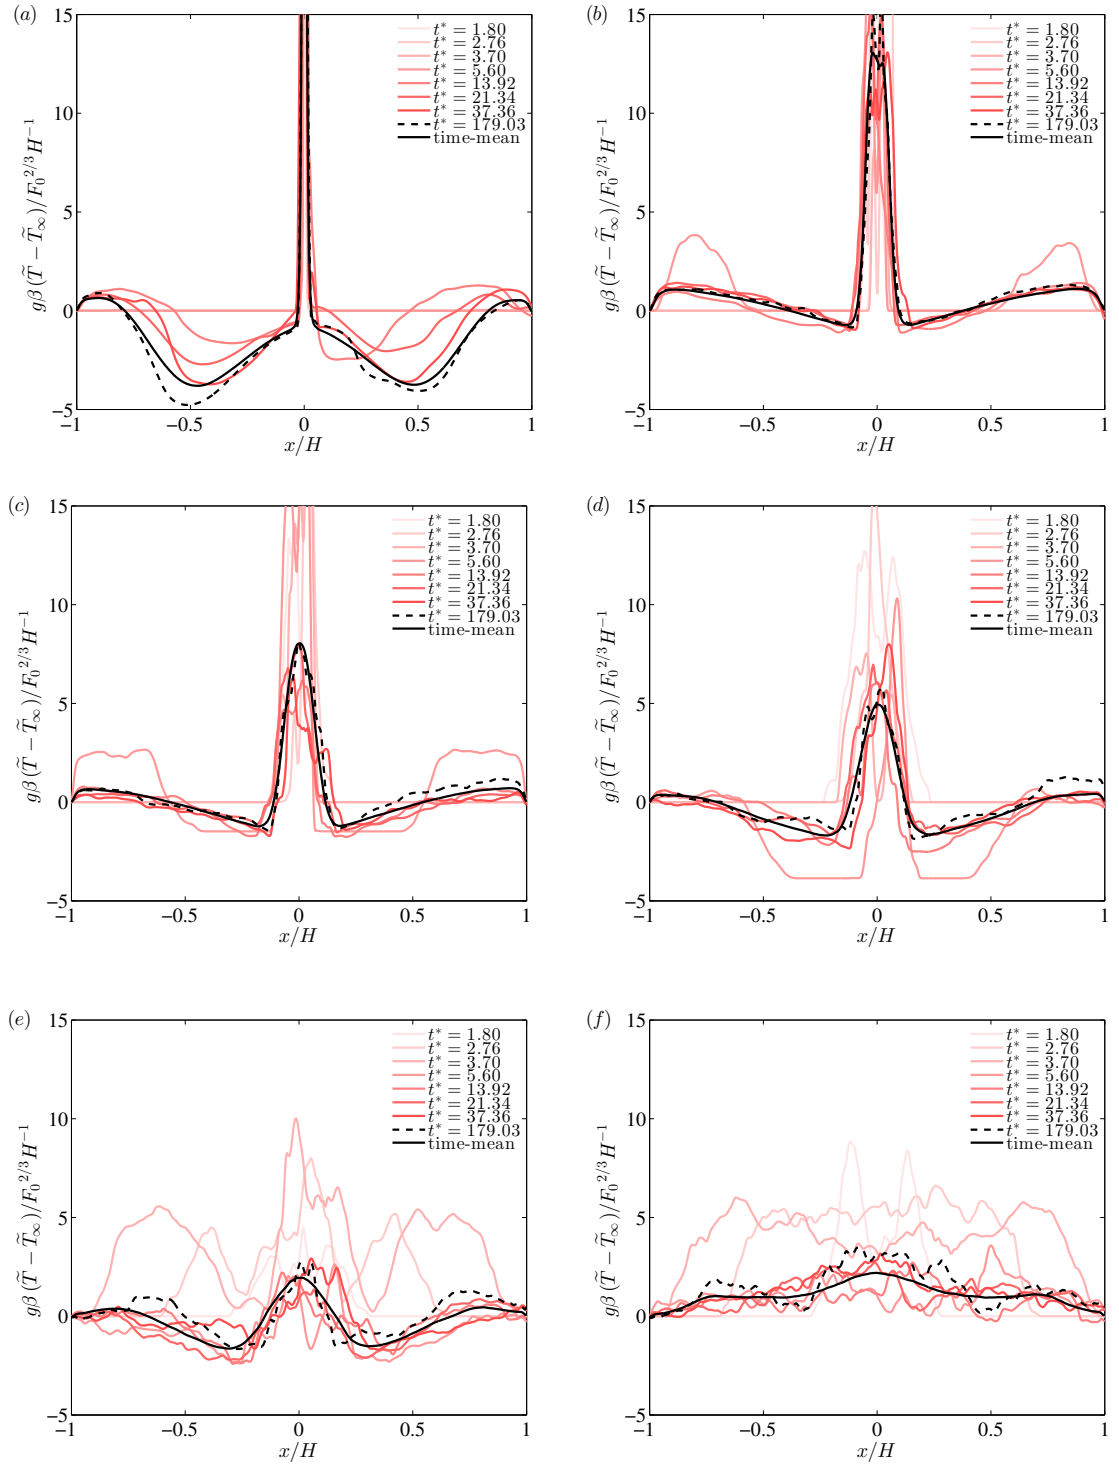 (a)
15
10
5
0
−5
−1
−0.5
0
0.5
1
x/H
gβ(T̃ − T̃∞)/F₀^{2/3}H⁻¹
t* = 1.80
t* = 2.76
t* = 3.70
t* = 5.60
t* = 13.92
t* = 21.34
t* = 37.36
t* = 179.03
time-mean
(b)
15
10
5
0
−5
−1
−0.5
0
0.5
1
x/H
gβ(T̃ − T̃∞)/F₀^{2/3}H⁻¹
t* = 1.80
t* = 2.76
t* = 3.70
t* = 5.60
t* = 13.92
t* = 21.34
t* = 37.36
t* = 179.03
time-mean
(c)
15
10
5
0
−5
−1
−0.5
0
0.5
1
x/H
gβ(T̃ − T̃∞)/F₀^{2/3}H⁻¹
t* = 1.80
t* = 2.76
t* = 3.70
t* = 5.60
t* = 13.92
t* = 21.34
t* = 37.36
t* = 179.03
time-mean
(d)
15
10
5
0
−5
−1
−0.5
0
0.5
1
x/H
gβ(T̃ − T̃∞)/F₀^{2/3}H⁻¹
t* = 1.80
t* = 2.76
t* = 3.70
t* = 5.60
t* = 13.92
t* = 21.34
t* = 37.36
t* = 179.03
time-mean
(e)
15
10
5
0
−5
−1
−0.5
0
0.5
1
x/H
gβ(T̃ − T̃∞)/F₀^{2/3}H⁻¹
t* = 1.80
t* = 2.76
t* = 3.70
t* = 5.60
t* = 13.92
t* = 21.34
t* = 37.36
t* = 179.03
time-mean
(f)
15
10
5
0
−5
−1
−0.5
0
0.5
1
x/H
gβ(T̃ − T̃∞)/F₀^{2/3}H⁻¹
t* = 1.80
t* = 2.76
t* = 3.70
t* = 5.60
t* = 13.92
t* = 21.34
t* = 37.36
t* = 179.03
time-mean